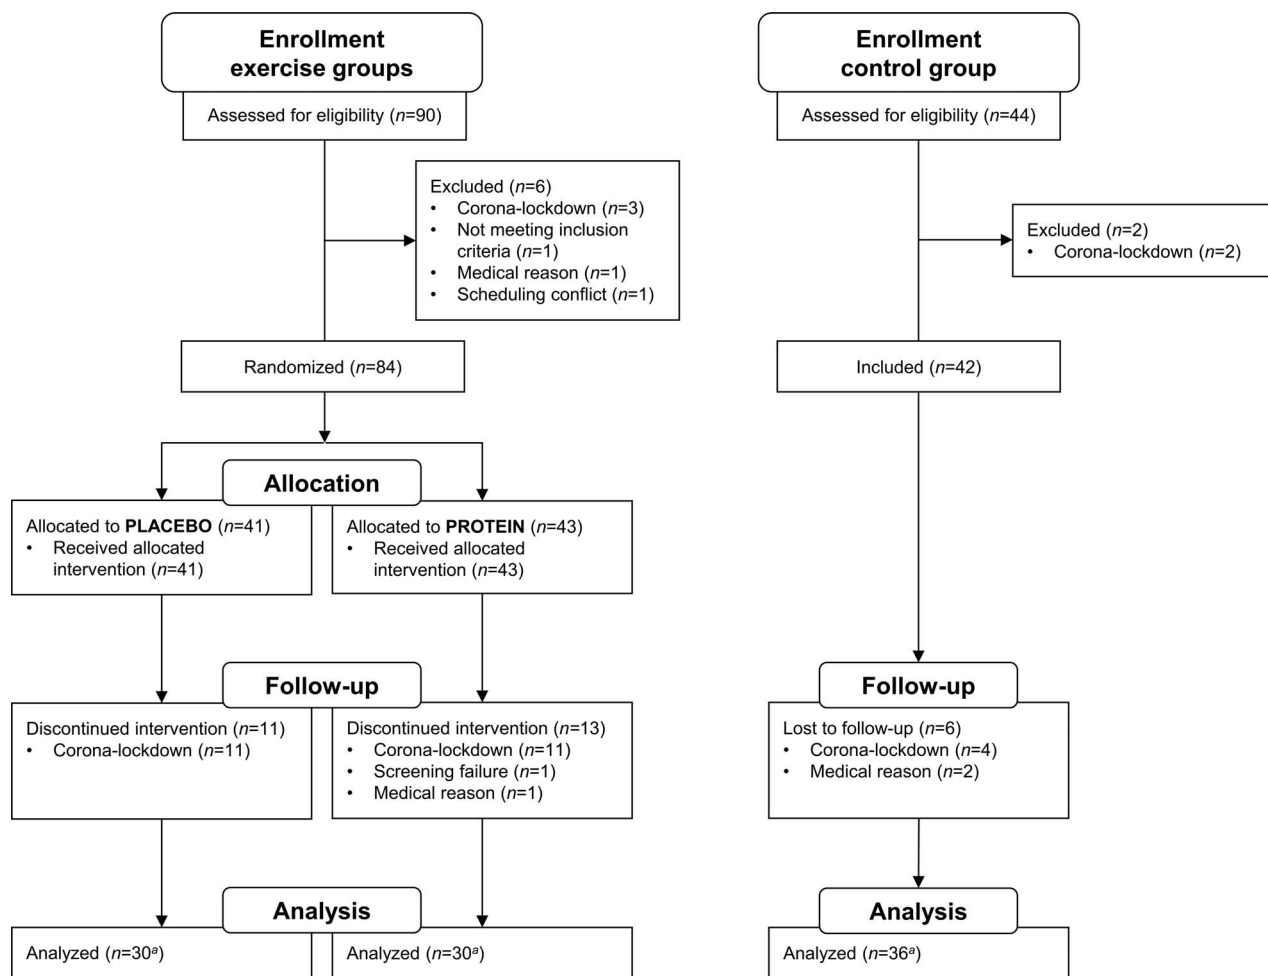 Enrollment
exercise groups
Assessed for eligibility (n=90)
Excluded (n=6)
• Corona-lockdown (n=3)
• Not meeting inclusion
criteria (n=1)
• Medical reason (n=1)
• Scheduling conflict (n=1)
Randomized (n=84)
Allocation
Allocated to PLACEBO (n=41)
• Received allocated
intervention (n=41)
Allocated to PROTEIN (n=43)
• Received allocated
intervention (n=43)
Follow-up
Discontinued intervention (n=11)
• Corona-lockdown (n=11)
Discontinued intervention (n=13)
• Corona-lockdown (n=11)
• Screening failure (n=1)
• Medical reason (n=1)
Analysis
Analyzed (n=30ª)
Analyzed (n=30ª)
Enrollment
control group
Assessed for eligibility (n=44)
Excluded (n=2)
• Corona-lockdown (n=2)
Included (n=42)
Follow-up
Lost to follow-up (n=6)
• Corona-lockdown (n=4)
• Medical reason (n=2)
Analysis
Analyzed (n=36ª)